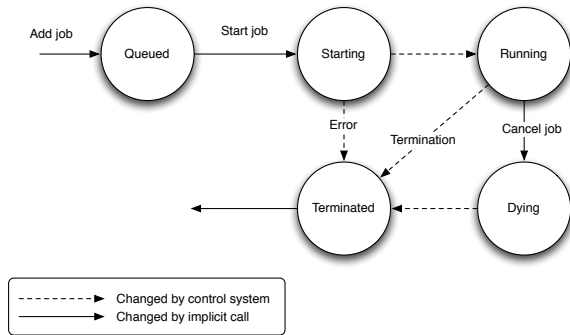 Add job
Queued
Start job
Starting
Running
Error
Termination
Cancel job
Terminated
Dying
Changed by control system
Changed by implicit call